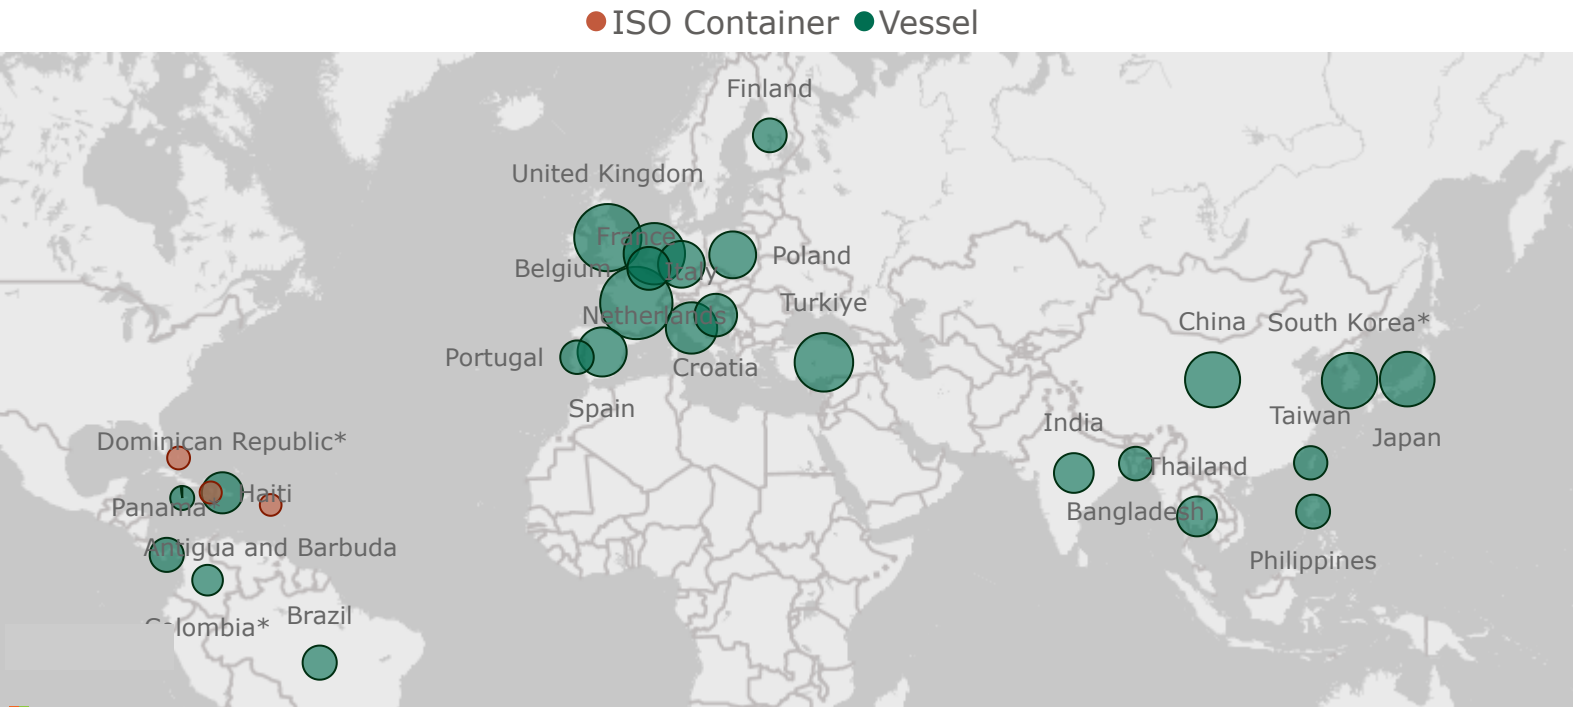 ISO Container Vessel
Finland
United Kingdom
France
Belgium
Italy
Poland
Netherlands
Turkiye
Portugal
Croatia
Spain
China
South Korea*
Taiwan
Japan
India
Thailand
Bangladesh
Philippines
Dominican Republic*
Haiti
Panama*
Antigua and Barbuda
Colombia*
Brazil